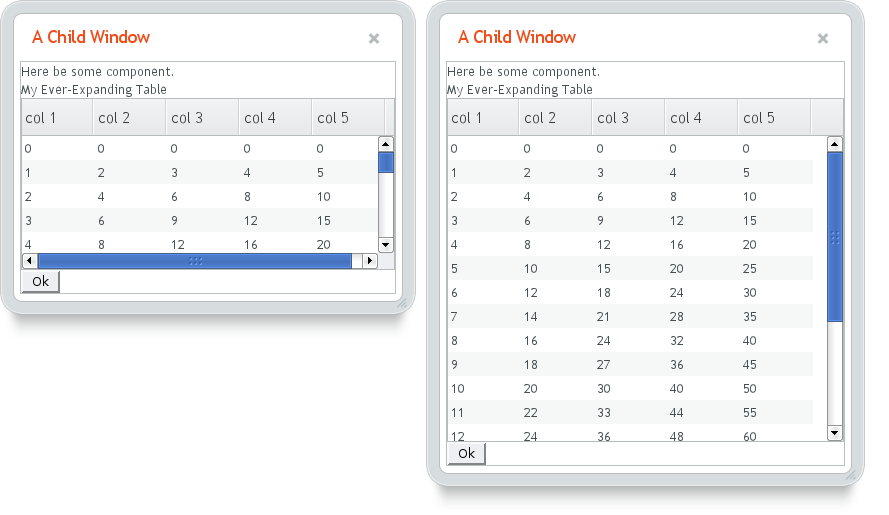 A Child Window
Here be some component.
My Ever-Expanding Table
col 1 col 2 col 3 col 4 col 5
0 0 0 0 0
1 2 3 4 5
2 4 6 8 10
3 6 9 12 15
4 8 12 16 20
Ok
A Child Window
Here be some component.
My Ever-Expanding Table
col 1 col 2 col 3 col 4 col 5
0 0 0 0 0
1 2 3 4 5
2 4 6 8 10
3 6 9 12 15
4 8 12 16 20
5 10 15 20 25
6 12 18 24 30
7 14 21 28 35
8 16 24 32 40
9 18 27 36 45
10 20 30 40 50
11 22 33 44 55
12 24 36 48 60
Ok